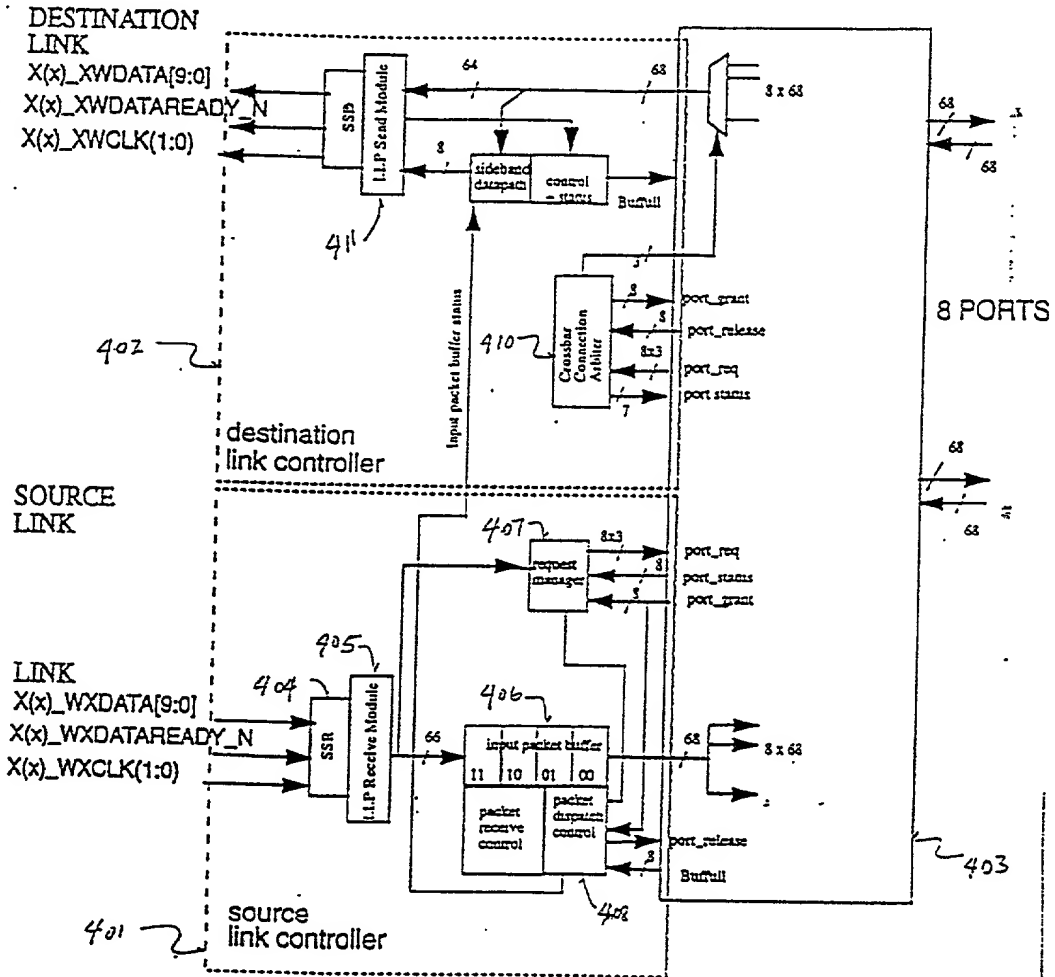 DESTINATION
LINK
X(x)_XWDATA[9:0]
X(x)_XWDATAREADY_N
X(x)_XWCLK(1:0)
SSD
LLP Send Module
411
64
68
8 x 68
8
sideband
datapath
control
+ status
Buffull
68
68
8 PORTS
402
Input packet buffer status
3
410
Crossbar
Connection
Arbiter
8
port_grant
8
port_release
8x3
port_req
7
port status
destination
link controller
68
68
SOURCE
LINK
407
request
manager
8x3
port_req
8
port_status
8
port_grant
LINK
X(x)_WXDATA[9:0]
X(x)_WXDATAREADY_N
X(x)_WXCLK(1:0)
404
SSR
405
LLP Receive Module
66
406
input packet buffer
11 10 01 00
68
8 x 68
packet
receive
control
packet
dispatch
control
port_release
8
Buffull
408
403
401
source
link controller